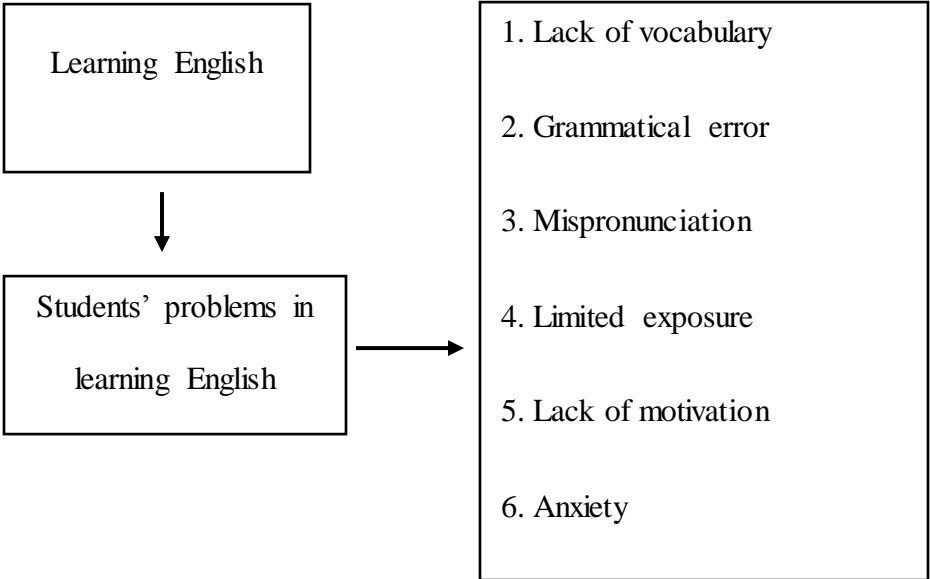 Learning English
Students’ problems in
learning English
1. Lack of vocabulary
2. Grammatical error
3. Mispronunciation
4. Limited exposure
5. Lack of motivation
6. Anxiety